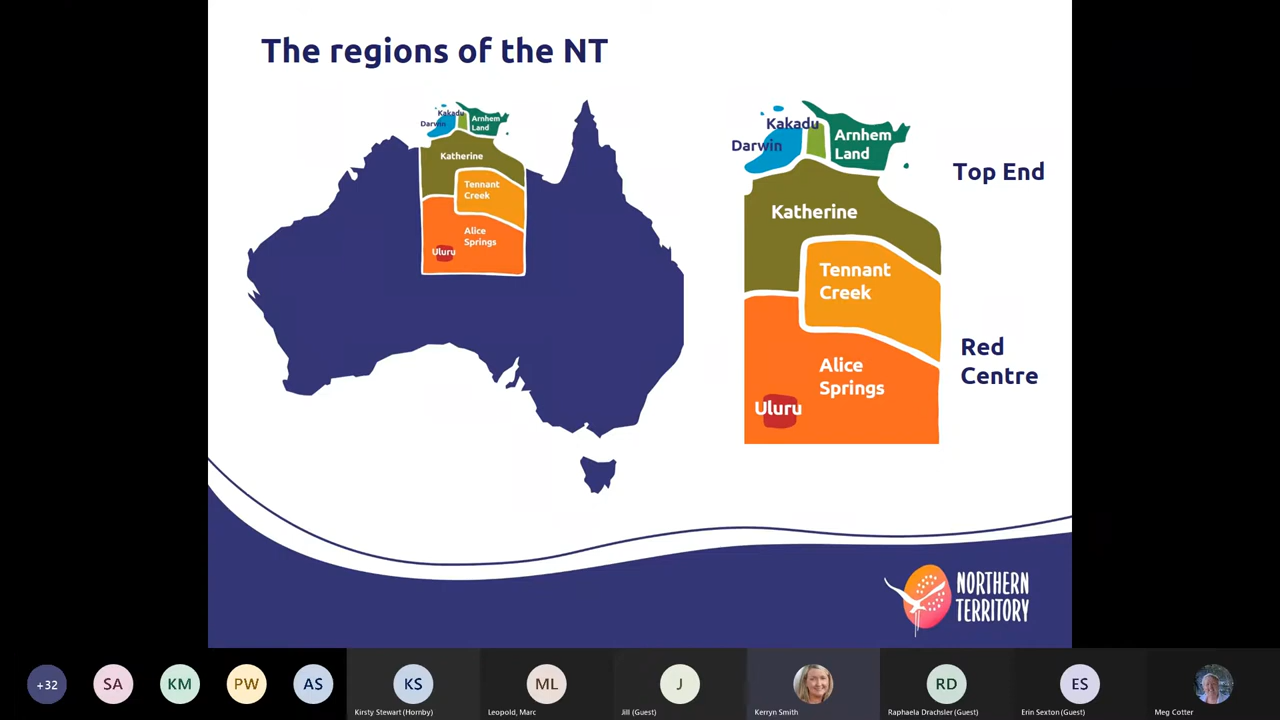 The regions of the NT
Kakadu
Darwin
Arnhem
Land
Katherine
Tennant
Creek
Alice
Springs
Uluru
Kakadu
Darwin
Arnhem
Land
Katherine
Tennant
Creek
Alice
Springs
Uluru
Top End
Red
Centre
NORTHERN
TERRITORY
+32
SA
KM
PW
AS
KS
Kirsty Stewart (Hornby)
ML
Leopold, Marc
J
Jill (Guest)
Kerryn Smith
RD
Raphaela Drachsler (Guest)
ES
Erin Sexton (Guest)
Meg Cotter